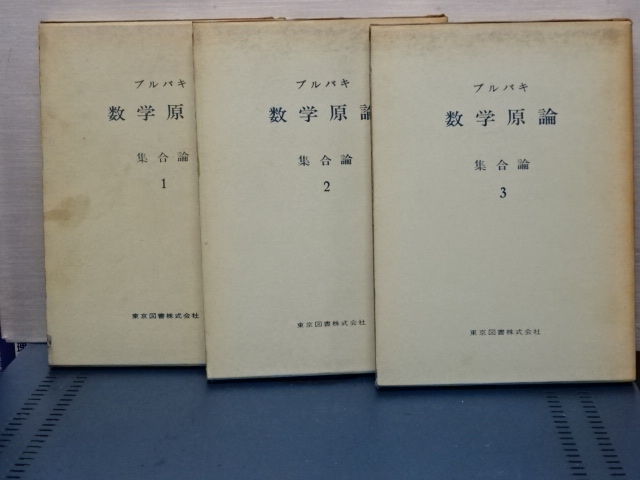 ブルバキ
数学原
集合論
1
東京図書株式会社
ブルバキ
数学原論
集合論
2
東京図書株式会社
ブルバキ
数学原論
集合論
3
東京図書株式会社